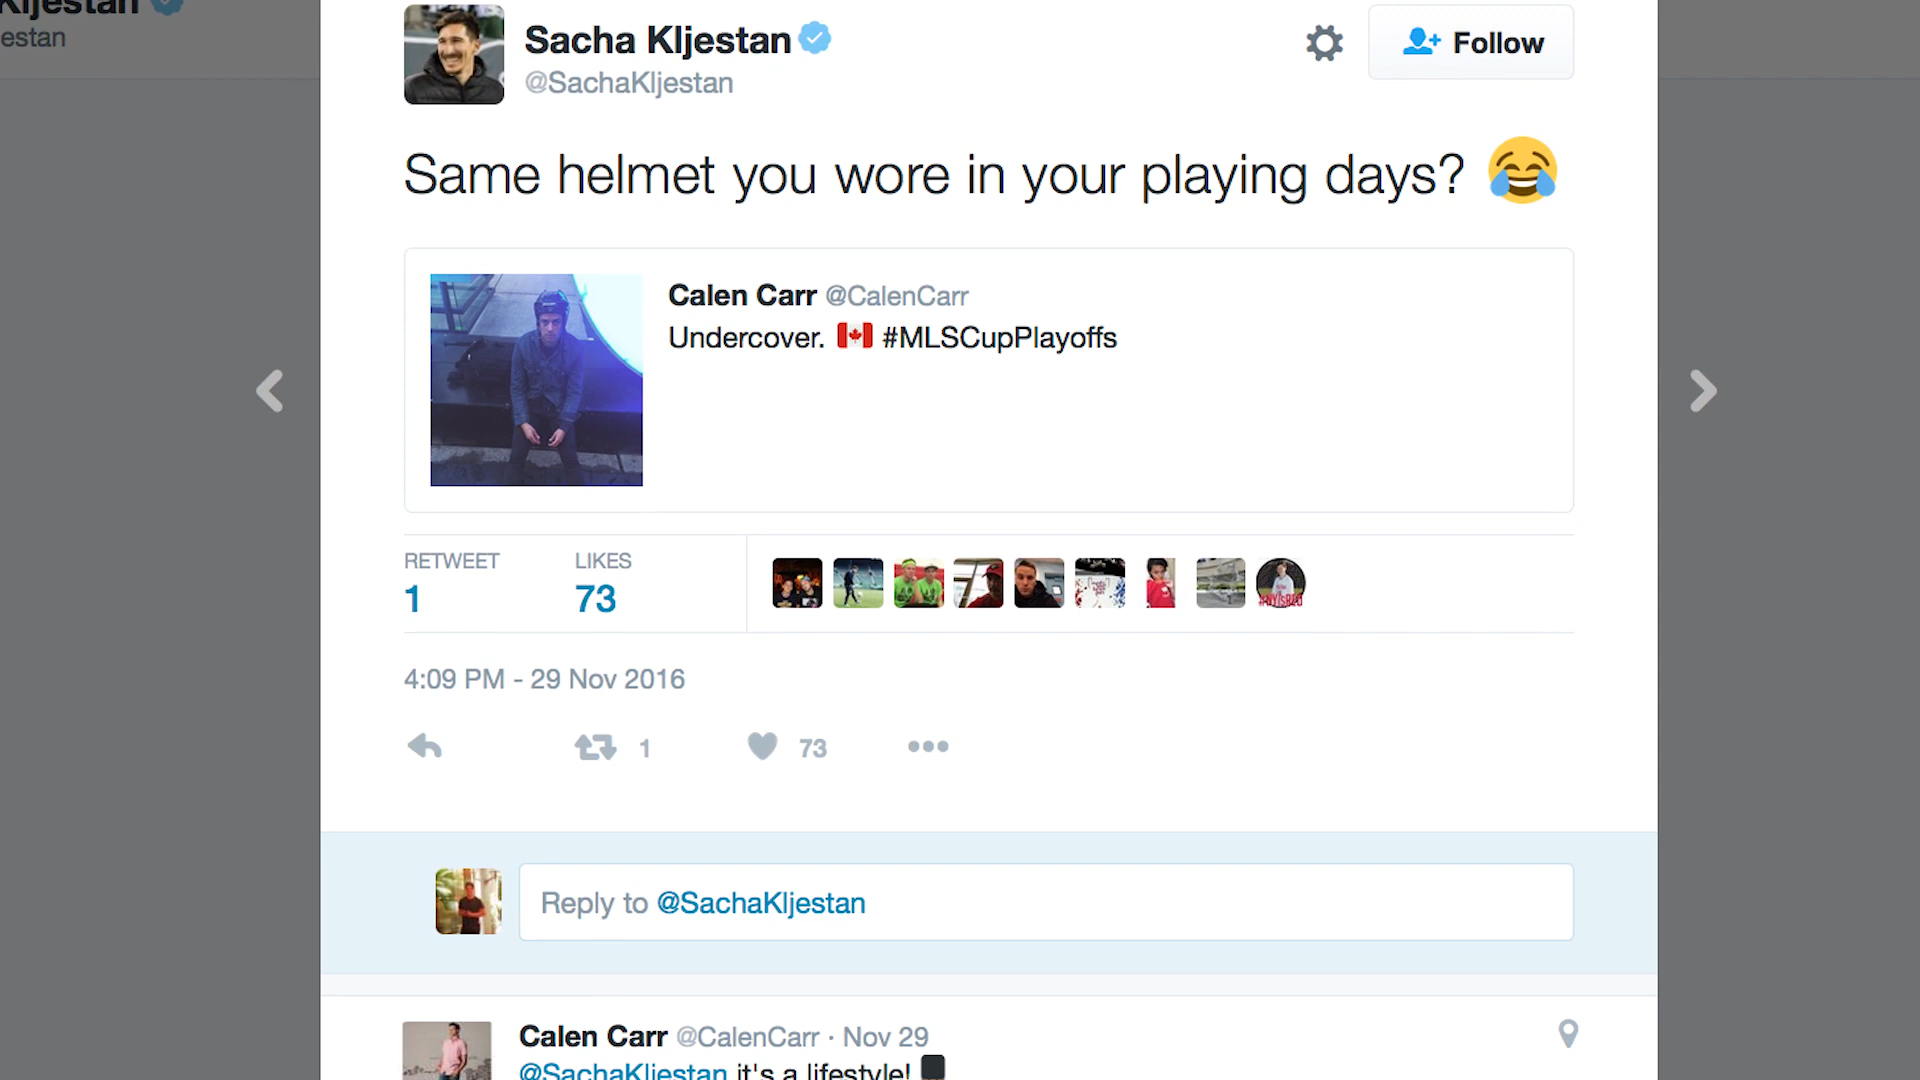 Kljestan
estan
Sacha Kljestan
@SachaKljestan
Follow
Same helmet you wore in your playing days? 😂
Calen Carr @CalenCarr
Undercover. 🇨🇦 #MLSCupPlayoffs
RETWEET LIKES
1 73
4:09 PM - 29 Nov 2016
1 73
Reply to @SachaKljestan
Calen Carr @CalenCarr · Nov 29
@SachaKljestan it's a lifestyle!